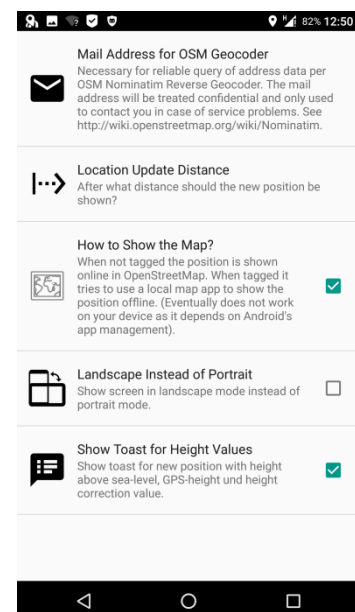 82% 12:50
Mail Address for OSM Geocoder
Necessary for reliable query of address data per
OSM Nominatim Reverse Geocoder. The mail
address will be treated confidential and only used
to contact you in case of service problems. See
http://wiki.openstreetmap.org/wiki/Nominatim.
Location Update Distance
After what distance should the new position be
shown?
How to Show the Map?
When not tagged the position is shown
online in OpenStreetMap. When tagged it
tries to use a local map app to show the
position offline. (Eventually does not work
on your device as it depends on Android's
app management).
Landscape Instead of Portrait
Show screen in landscape mode instead of
portrait mode.
Show Toast for Height Values
Show toast for new position with height
above sea-level, GPS-height und height
correction value.